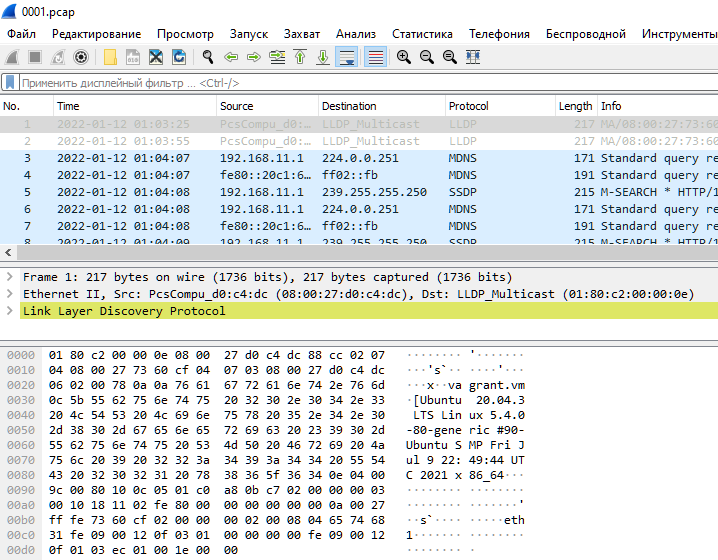 0001.pcap
Файл Редактирование Просмотр Запуск Захват Анализ Статистика Телефония Беспроводной Инструменты
Применить дисплейный фильтр ... <Ctrl-/>
No. Time Source Destination Protocol Length Info
1 2022-01-12 01:03:25 PcsCompu_d0:c… LLDP_Multicast LLDP 217 MA/08:00:27:73:60
2 2022-01-12 01:03:55 PcsCompu_d0:c… LLDP_Multicast LLDP 217 MA/08:00:27:73:60
3 2022-01-12 01:04:07 192.168.11.1 224.0.0.251 MDNS 171 Standard query re
4 2022-01-12 01:04:07 fe80::20c1:6… ff02::fb MDNS 191 Standard query re
5 2022-01-12 01:04:08 192.168.11.1 239.255.255.250 SSDP 215 M-SEARCH * HTTP/1
6 2022-01-12 01:04:08 192.168.11.1 224.0.0.251 MDNS 171 Standard query re
7 2022-01-12 01:04:08 fe80::20c1:6… ff02::fb MDNS 191 Standard query re
8 2022-01-12 01:04:09 192.168.11.1 239.255.255.250 SSDP 215 M-SEARCH * HTTP/1
Frame 1: 217 bytes on wire (1736 bits), 217 bytes captured (1736 bits)
Ethernet II, Src: PcsCompu_d0:c4:dc (08:00:27:d0:c4:dc), Dst: LLDP_Multicast (01:80:c2:00:00:0e)
Link Layer Discovery Protocol
0000 01 80 c2 00 00 0e 08 00 27 d0 c4 dc 88 cc 02 07 ········ '·······
0010 04 08 00 27 73 60 cf 04 07 03 08 00 27 d0 c4 dc ···'s`·· ····'···
0020 06 02 00 78 0a 0a 76 61 67 72 61 6e 74 2e 76 6d ···x··va grant.vm
0030 0c 5b 55 62 75 6e 74 75 20 32 30 2e 30 34 2e 33 ·[Ubuntu 20.04.3
0040 20 4c 54 53 20 4c 69 6e 75 78 20 35 2e 34 2e 30 LTS Lin ux 5.4.0
0050 2d 38 30 2d 67 65 6e 65 72 69 63 20 23 39 30 2d -80-gene ric #90-
0060 55 62 75 6e 74 75 20 53 4d 50 20 46 72 69 20 4a Ubuntu S MP Fri J
0070 75 6c 20 39 20 32 32 3a 34 39 3a 34 34 20 55 54 ul 9 22: 49:44 UT
0080 43 20 32 30 32 31 20 78 38 36 5f 36 34 0e 04 00 C 2021 x 86_64···
0090 9c 00 80 10 0c 05 01 c0 a8 0b c7 02 00 00 00 03 ········ ········
00a0 00 10 18 11 02 fe 80 00 00 00 00 00 00 0a 00 27 ········ ·······'
00b0 ff fe 73 60 cf 02 00 00 00 02 00 08 04 65 74 68 ··s`···· ·····eth
00c0 31 fe 09 00 12 0f 03 01 00 00 00 00 fe 09 00 12 1······· ········
00d0 0f 01 03 ec 01 00 1e 00 00 ········ ·